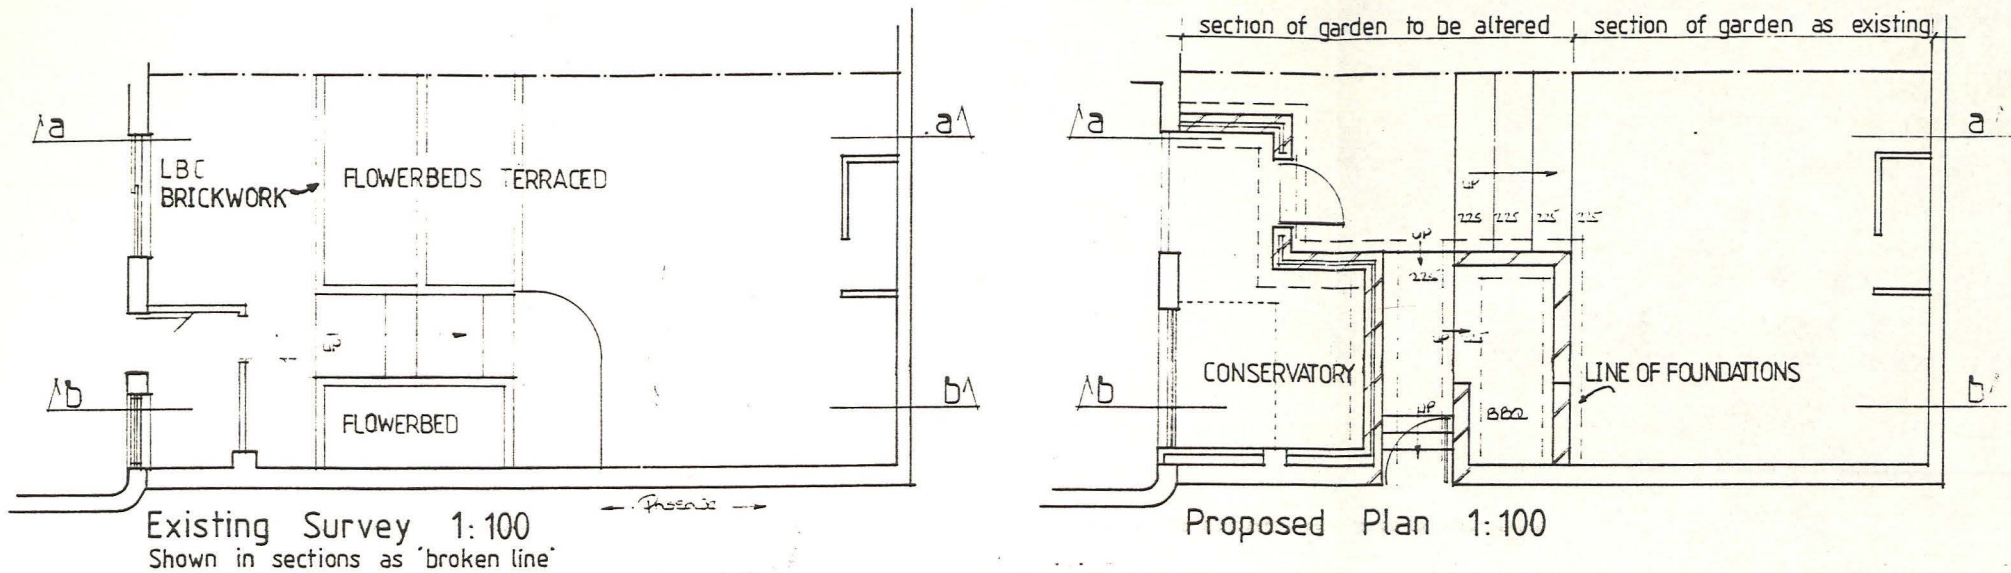 a
a
LBC
BRICKWORK
FLOWERBEDS TERRACED
UP
b
b
FLOWERBED
Passage
Existing Survey 1:100
Shown in sections as 'broken line'
section of garden to be altered
section of garden as existing
a
a
UP
225 225 225 225
UP
225
UP
CONSERVATORY
LINE OF FOUNDATIONS
b
b
UP
BBQ
Proposed Plan 1:100